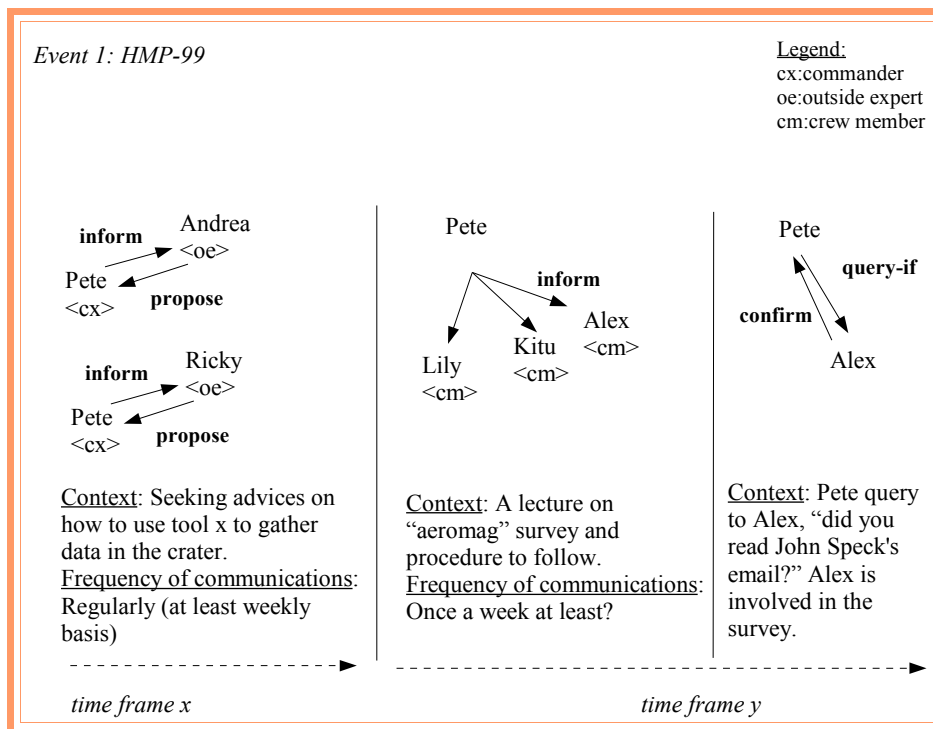 Event 1: HMP-99
Legend:
cx:commander
oe:outside expert
cm:crew member
Andrea
<oe>
inform
Pete
<cx>
propose
Ricky
<oe>
inform
Pete
<cx>
propose
Context: Seeking advices on
how to use tool x to gather
data in the crater.
Frequency of communications:
Regularly (at least weekly
basis)
Pete
inform
Alex
<cm>
Kitu
<cm>
Lily
<cm>
Context: A lecture on
“aeromag” survey and
procedure to follow.
Frequency of communications:
Once a week at least?
Pete
query-if
confirm
Alex
Context: Pete query
to Alex, “did you
read John Speck's
email?” Alex is
involved in the
survey.
time frame x
time frame y